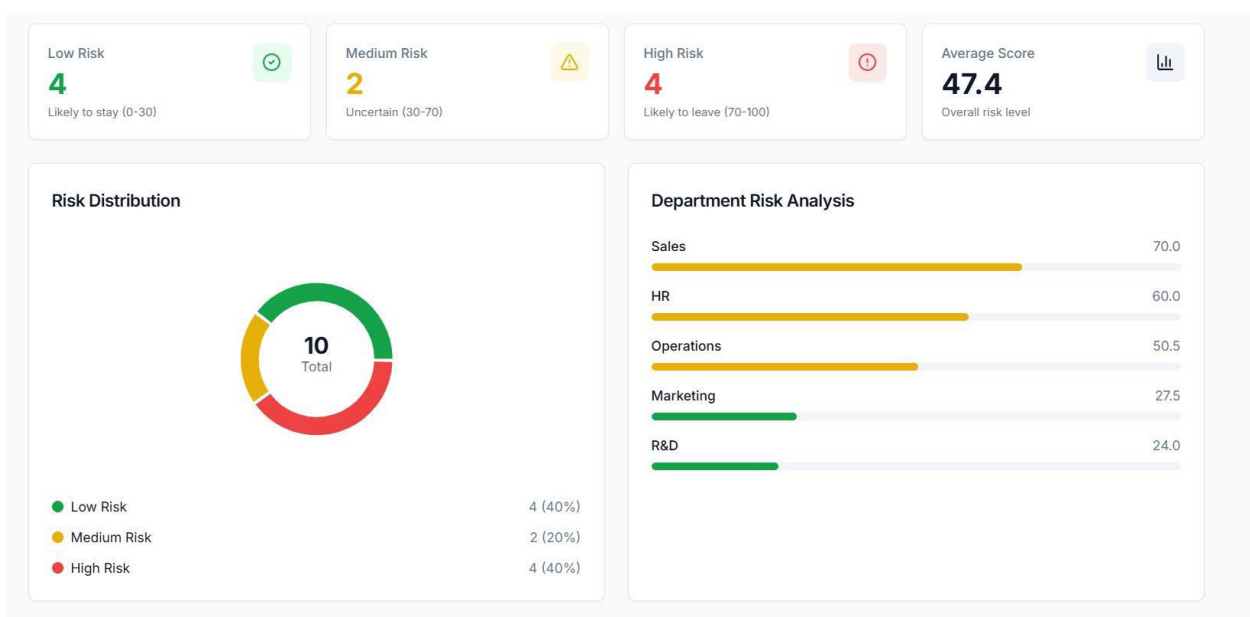 Low Risk
4
Likely to stay (0-30)
Medium Risk
2
Uncertain (30-70)
High Risk
4
Likely to leave (70-100)
Average Score
47.4
Overall risk level
Risk Distribution
10
Total
Low Risk 4 (40%)
Medium Risk 2 (20%)
High Risk 4 (40%)
Department Risk Analysis
Sales 70.0
HR 60.0
Operations 50.5
Marketing 27.5
R&D 24.0